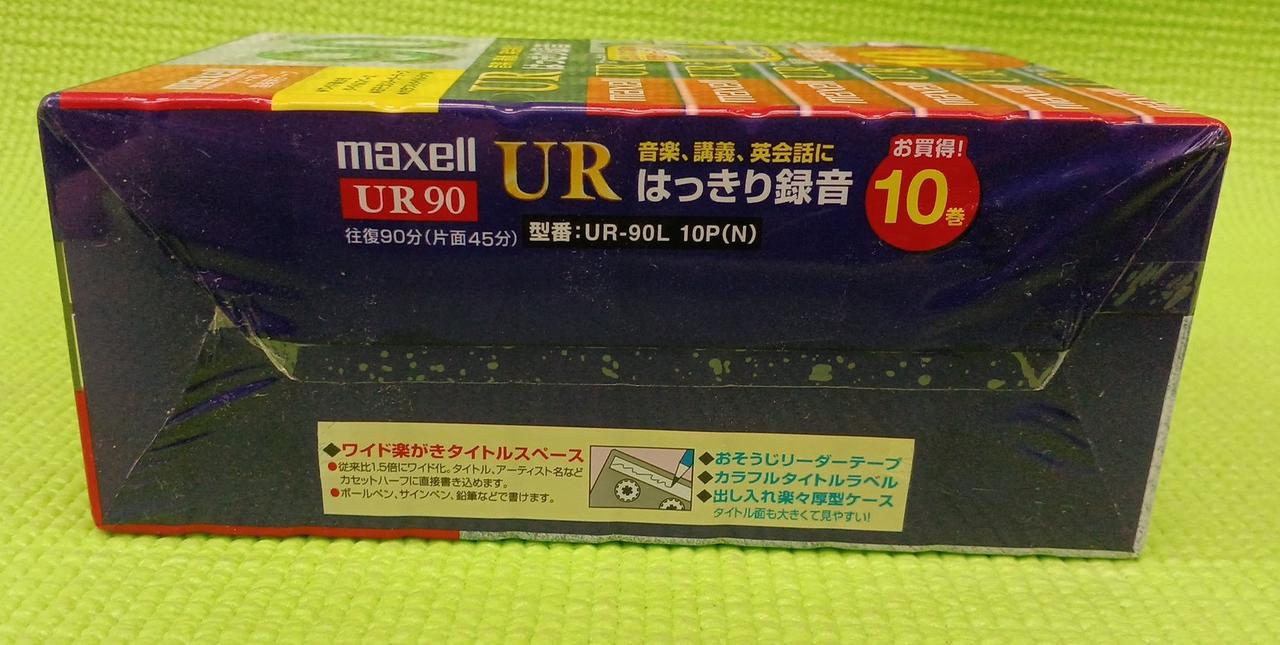 maxell
UR
maxell
maxell
maxell
maxell
maxell
maxell
UR90
往復90分(片面45分)
UR
音楽、講義、英会話に
はっきり録音
型番:UR-90L 10P(N)
お買得!
10巻
◆ワイド楽がきタイトルスペース
●従来比1.5倍にワイド化。タイトル、アーティスト名など
カセットハーフに直接書き込めます。
●ボールペン、サインペン、鉛筆などで書けます。
◆おそうじリーダーテープ
◆カラフルタイトルラベル
◆出し入れ楽々厚型ケース
タイトル面も大きくて見やすい!